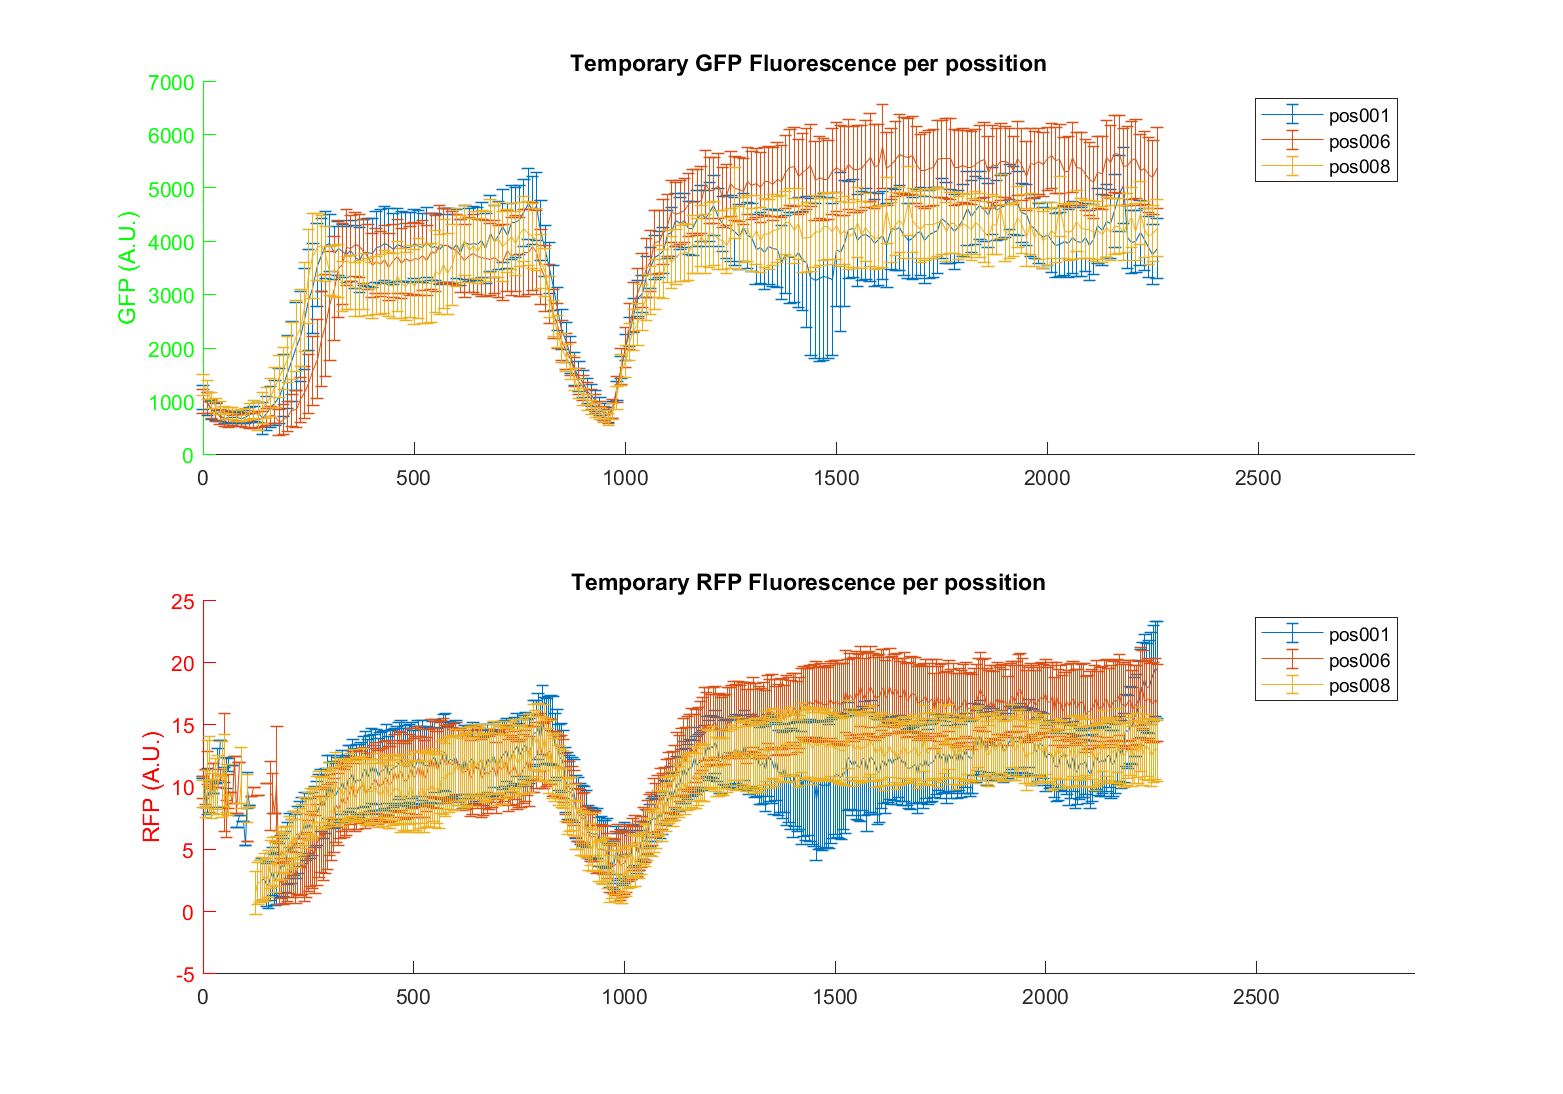 Temporary GFP Fluorescence per possition
7000
6000
5000
4000
3000
2000
1000
0
GFP (A.U.)
0 500 1000 1500 2000 2500
pos001
pos006
pos008
Temporary RFP Fluorescence per possition
25
20
15
10
5
0
-5
RFP (A.U.)
0 500 1000 1500 2000 2500
pos001
pos006
pos008